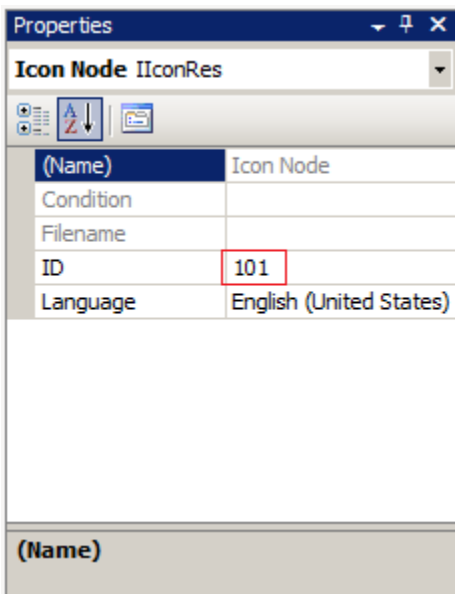 Properties
Icon Node IIconRes
A
Z
(Name) Icon Node
Condition
Filename
ID 101
Language English (United States)
(Name)